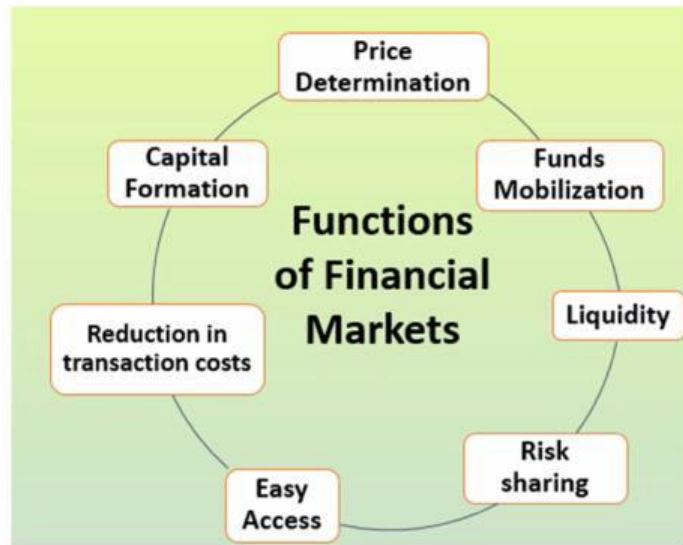 Price
Determination
Funds
Mobilization
Liquidity
Risk
sharing
Easy
Access
Reduction in
transaction costs
Capital
Formation
Functions
of Financial
Markets